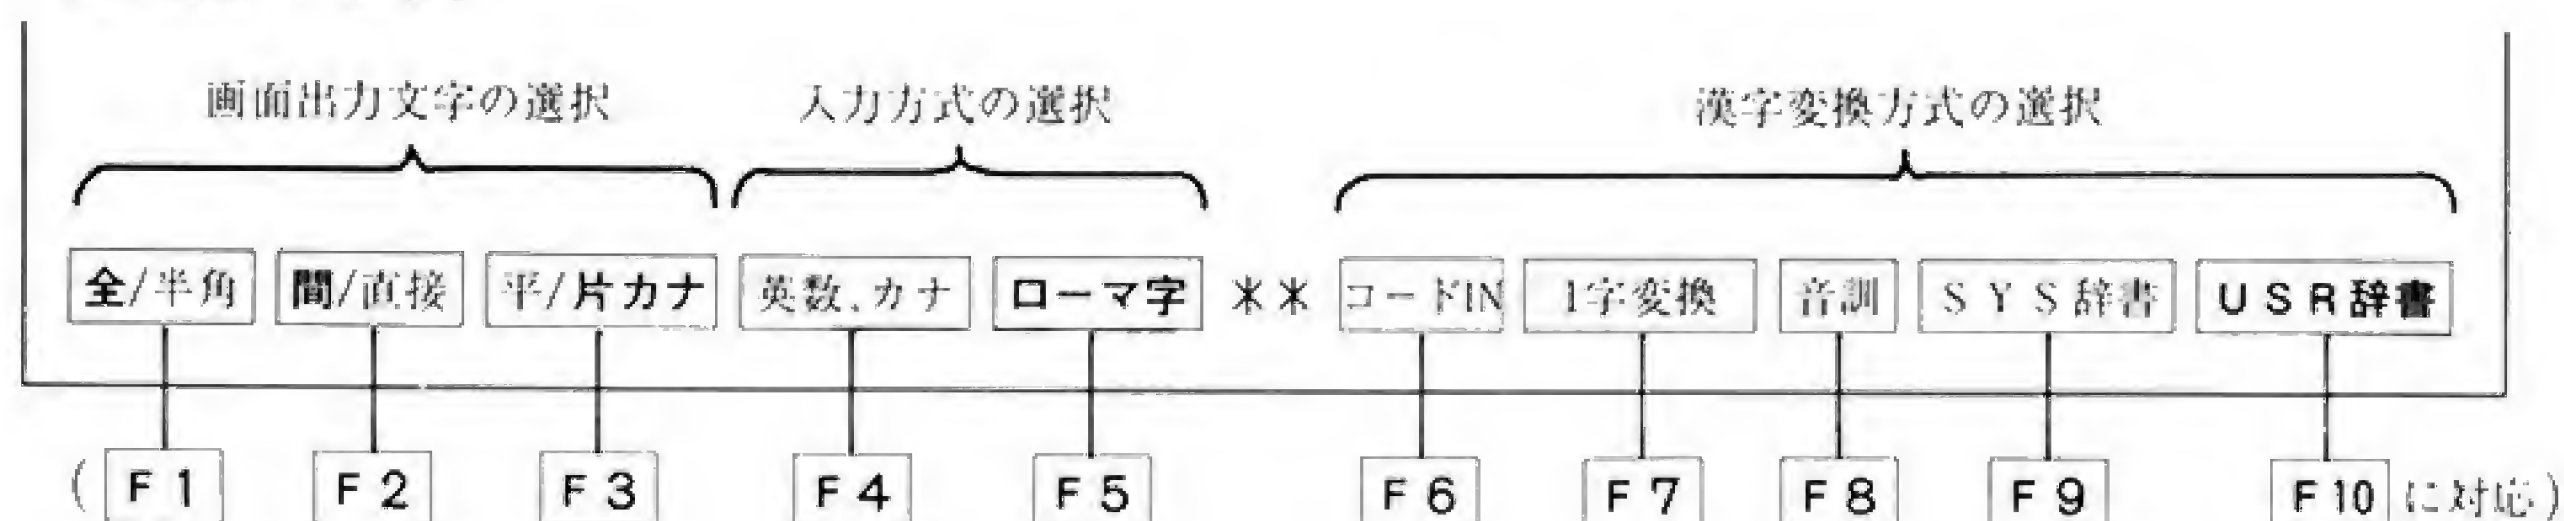 画面出力文字の選択 入力方式の選択 漢字変換方式の選択
全/半角 間/直接 平/片カナ 英数、カナ ローマ字 ** コードIN 1字変換 音訓 SYS辞書 USR辞書
(F1 F2 F3 F4 F5 F6 F7 F8 F9 F10に対応)